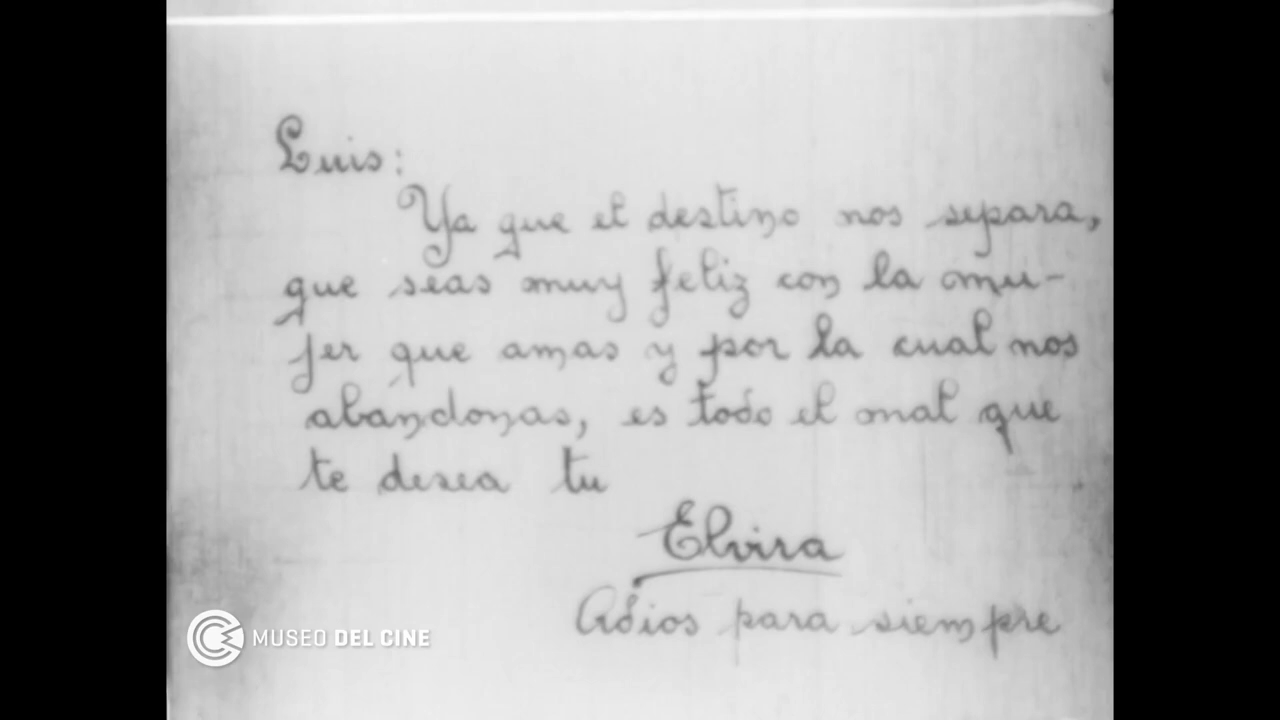 Luis:
Ya que el destino nos separa,
que seas muy feliz con la mu-
jer que amas y por la cual nos
abandonas, es todo el mal que
te desea tu
Elvira
Adios para siempre
MUSEO DEL CINE